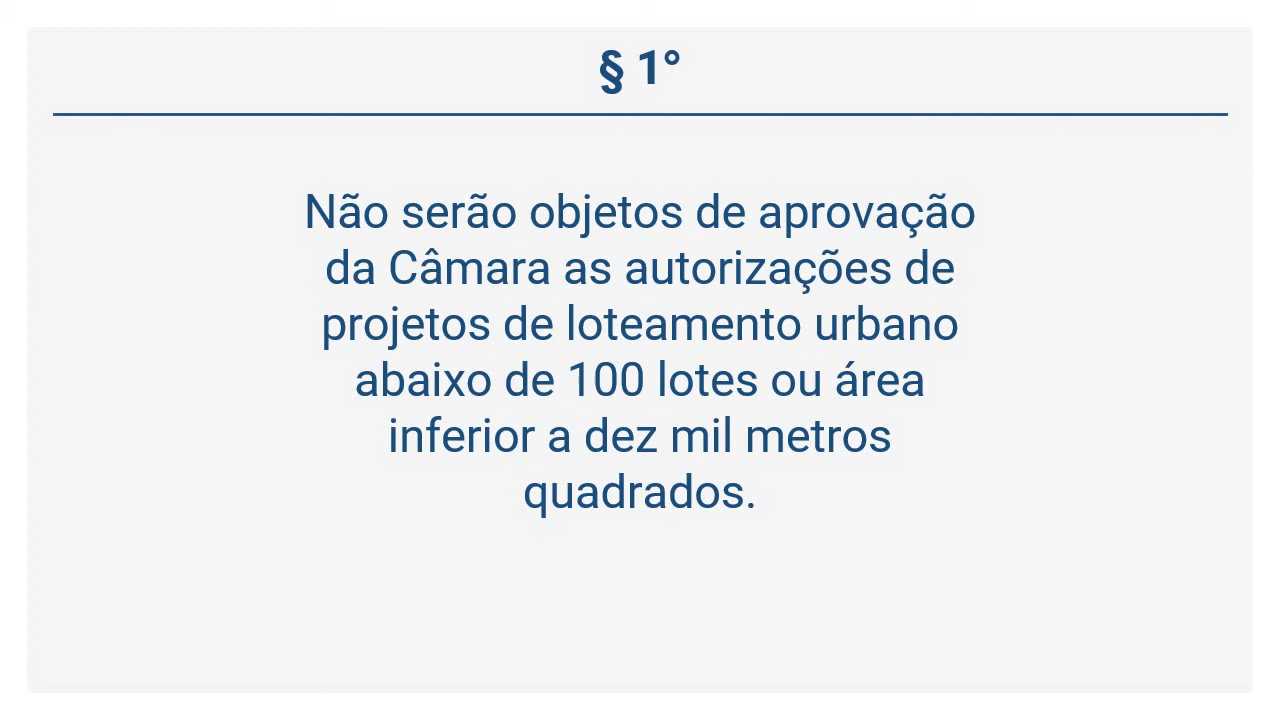 § 1°
Não serão objetos de aprovação
da Câmara as autorizações de
projetos de loteamento urbano
abaixo de 100 lotes ou área
inferior a dez mil metros
quadrados.